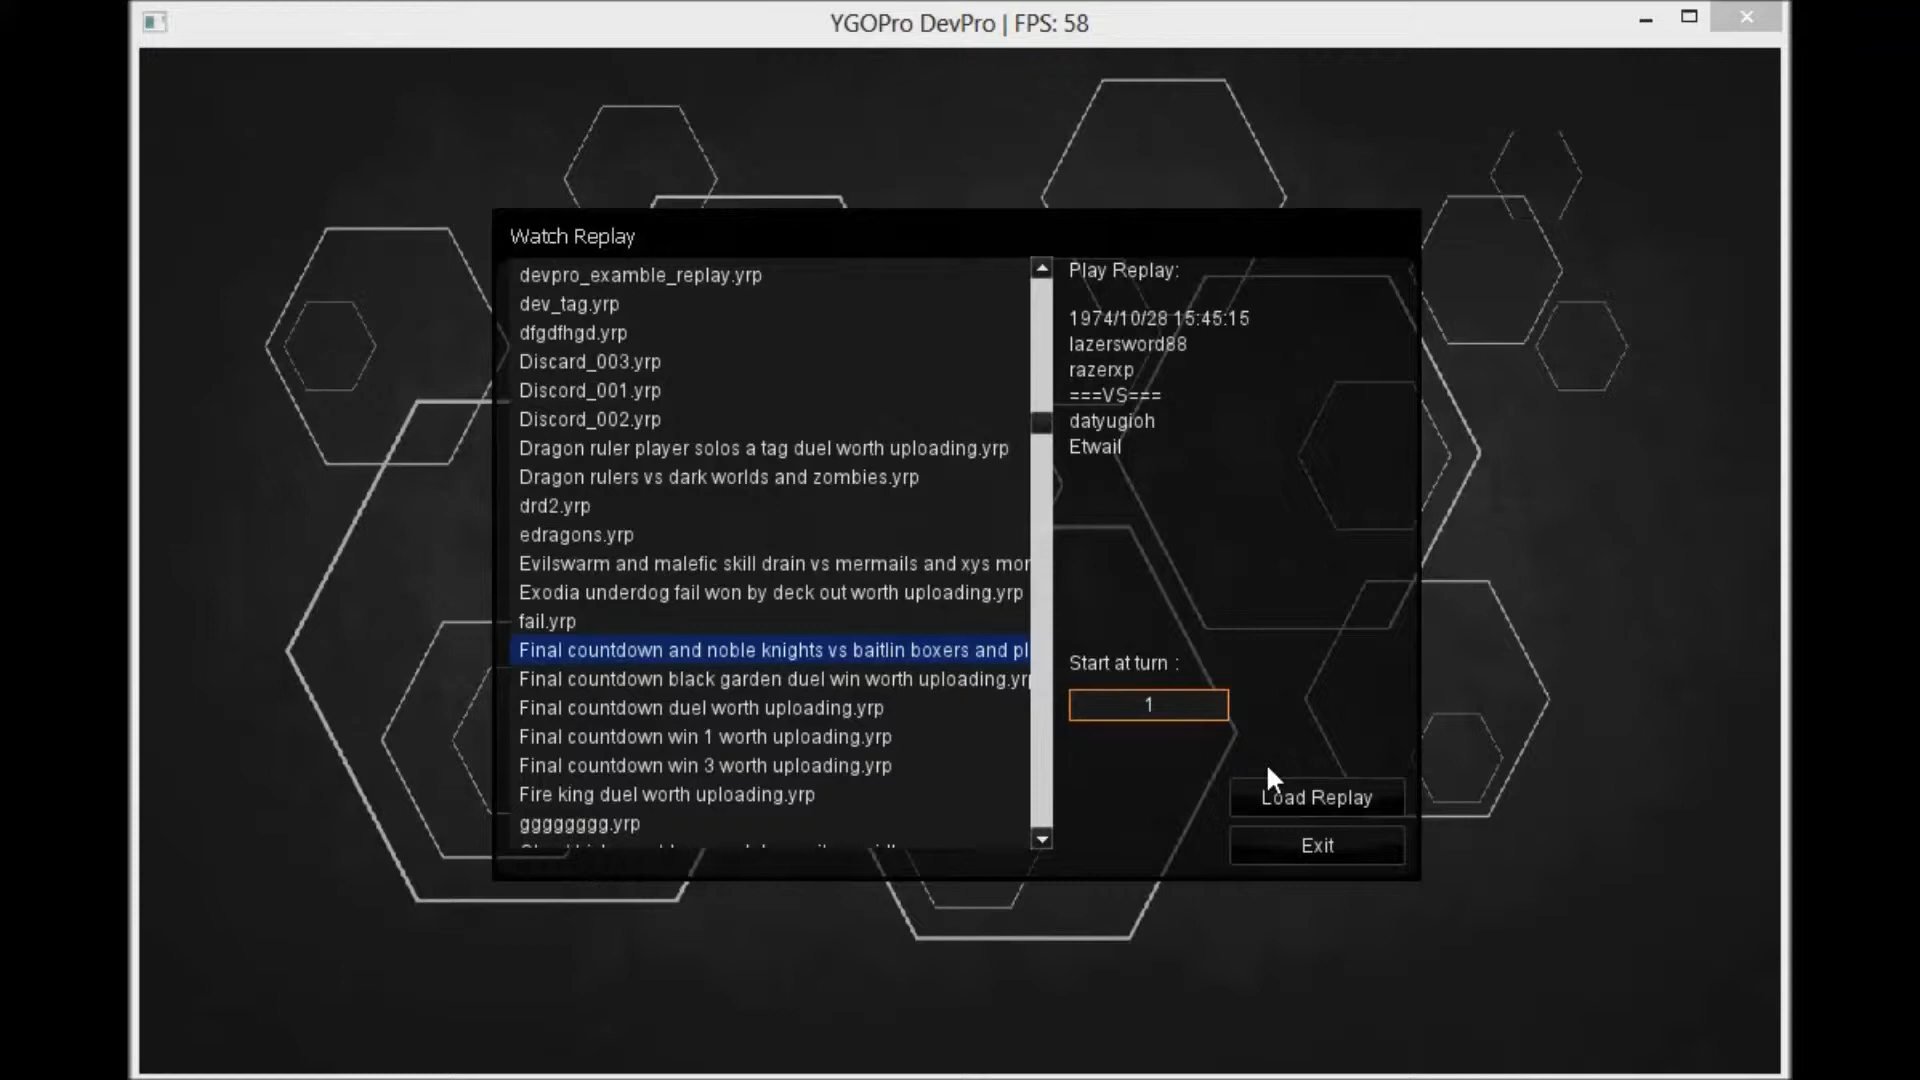 YGOPro DevPro | FPS: 58
Watch Replay
devpro_examble_replay.yrp
dev_tag.yrp
dfgdfhgd.yrp
Discard_003.yrp
Discord_001.yrp
Discord_002.yrp
Dragon ruler player solos a tag duel worth uploading.yrp
Dragon rulers vs dark worlds and zombies.yrp
drd2.yrp
edragons.yrp
Evilswarm and malefic skill drain vs mermails and xys mor
Exodia underdog fail won by deck out worth uploading.yrp
fail.yrp
Final countdown and noble knights vs baitlin boxers and pl
Final countdown black garden duel win worth uploading.yrp
Final countdown duel worth uploading.yrp
Final countdown win 1 worth uploading.yrp
Final countdown win 3 worth uploading.yrp
Fire king duel worth uploading.yrp
gggggggg.yrp
Play Replay:
1974/10/28 15:45:15
lazersword88
razerxp
===VS===
datyugioh
Etwail
Start at turn :
1
Load Replay
Exit